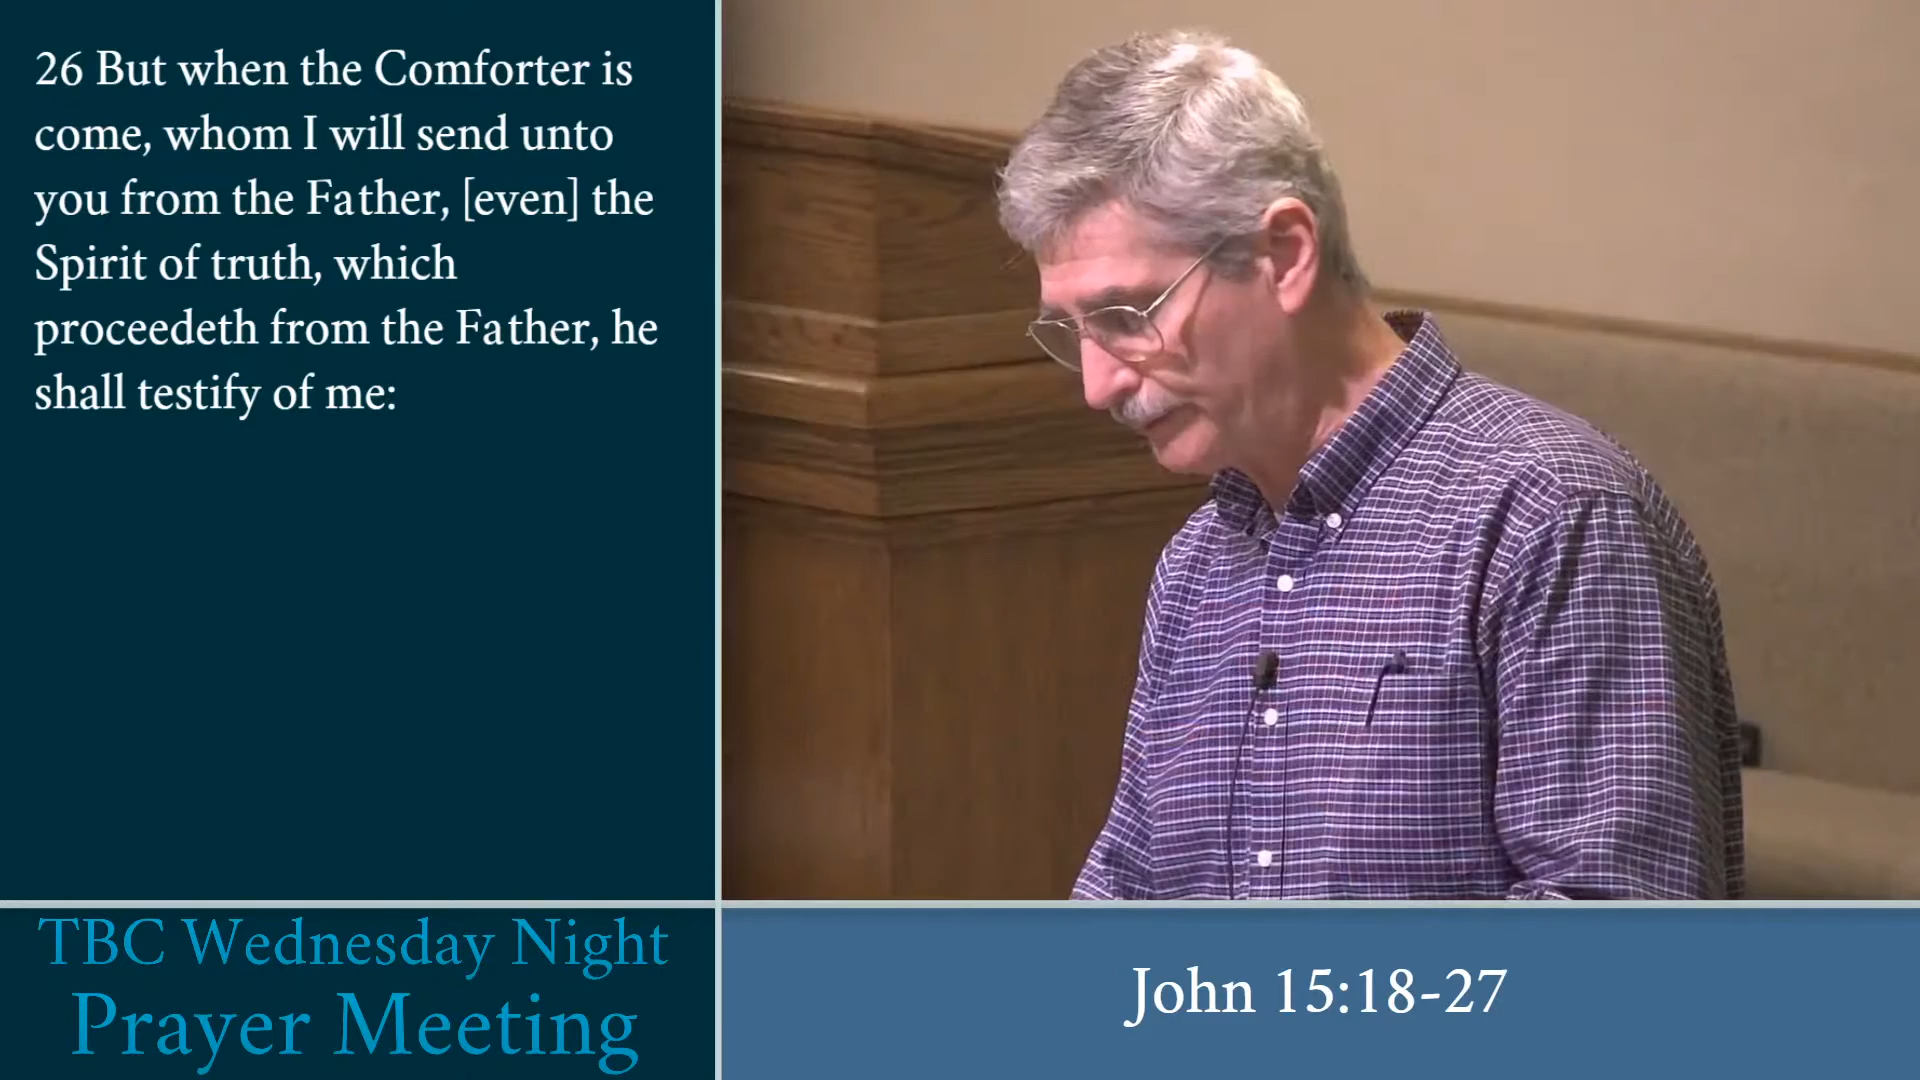 26 But when the Comforter is
come, whom I will send unto
you from the Father, [even] the
Spirit of truth, which
proceedeth from the Father, he
shall testify of me:
TBC Wednesday Night
Prayer Meeting
John 15:18-27